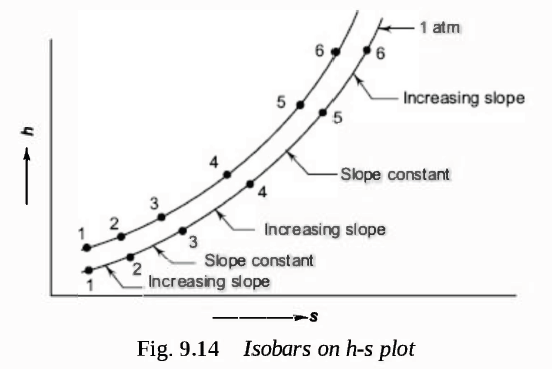 1 atm
6
6
Increasing slope
5
5
h
4
Slope constant
4
3
2
Increasing slope
1
3
Slope constant
2
1
Increasing slope
s
Fig. 9.14 Isobars on h-s plot